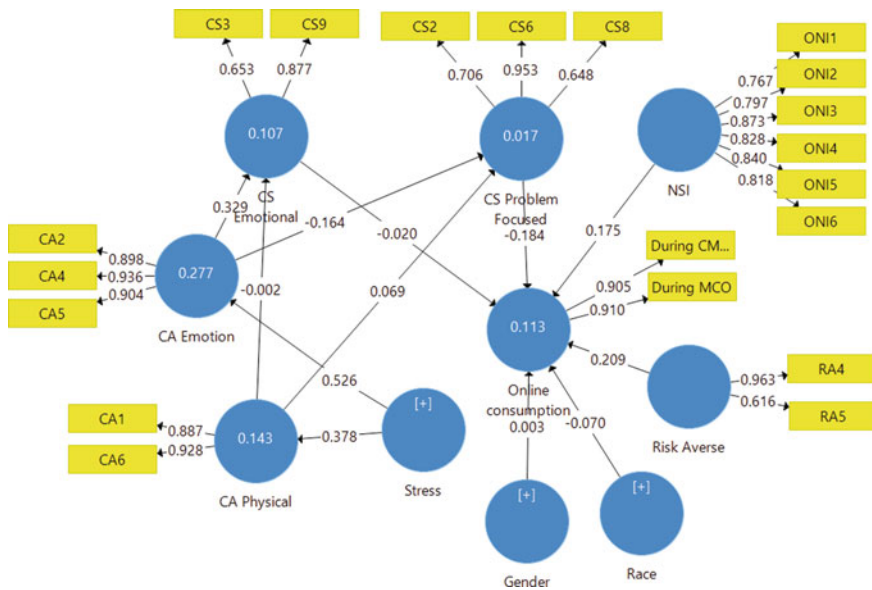 CS3
CS9
CS2
CS6
CS8
ONI1
ONI2
ONI3
ONI4
ONI5
ONI6
0.653
0.877
0.706
0.953
0.648
0.767
0.797
0.873
0.828
0.840
0.818
0.107
0.017
CS
Emotional
CS Problem
Focused
NSI
0.329
-0.164
-0.020
-0.184
0.175
CA2
CA4
CA5
0.898
0.936
0.904
0.277
CA Emotion
-0.002
0.069
During CM...
During MCO
0.905
0.910
0.113
Online
consumption
0.209
RA4
RA5
0.963
0.616
Risk Averse
0.526
CA1
CA6
0.887
0.928
0.143
CA Physical
0.378
[+]
Stress
0.003
-0.070
[+]
Gender
[+]
Race